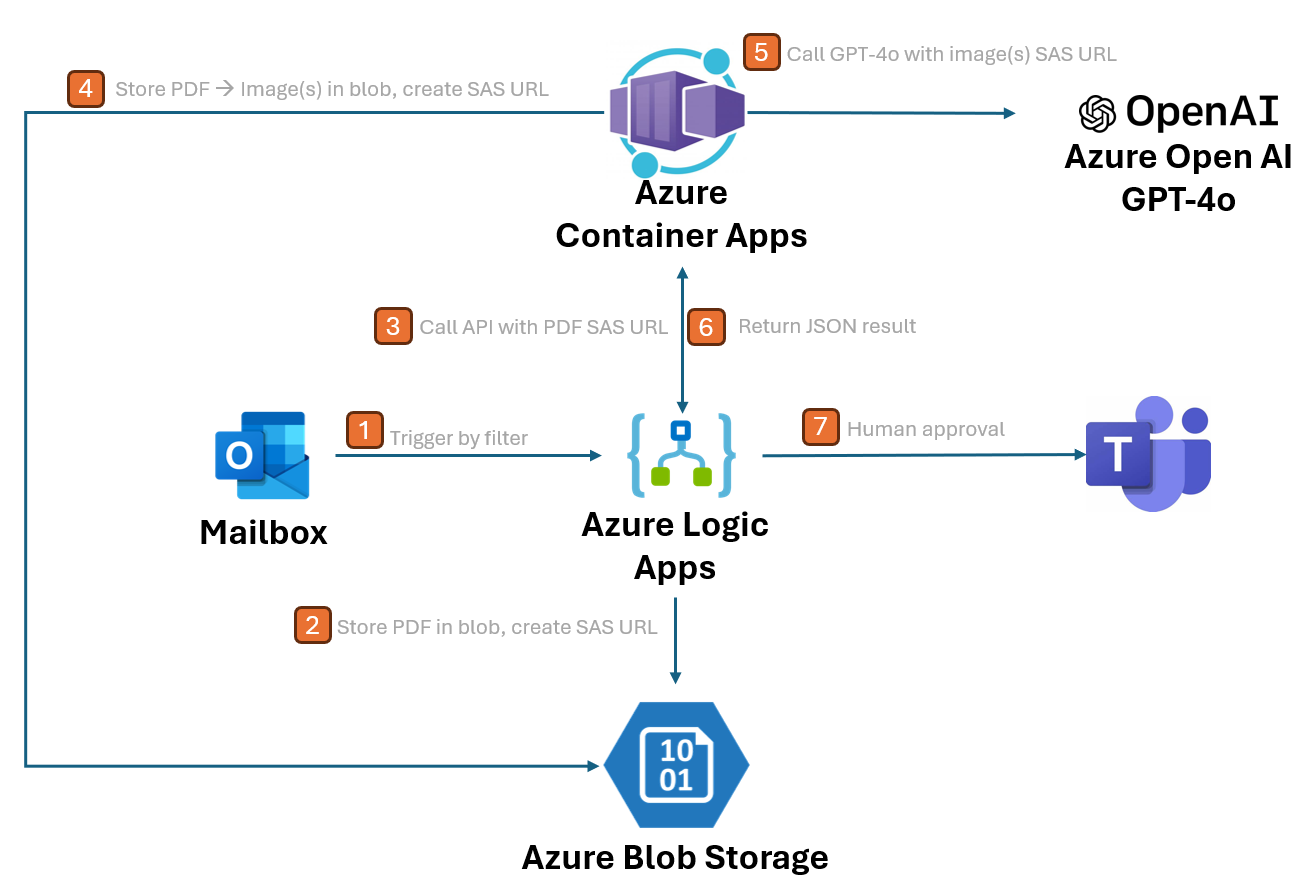 5 Call GPT-4o with image(s) SAS URL
4 Store PDF → Image(s) in blob, create SAS URL
OpenAI
Azure Open AI
GPT-4o
Azure
Container Apps
3 Call API with PDF SAS URL
6 Return JSON result
1 Trigger by filter
7 Human approval
O
T
Mailbox
Azure Logic
Apps
2 Store PDF in blob, create SAS URL
10
01
Azure Blob Storage